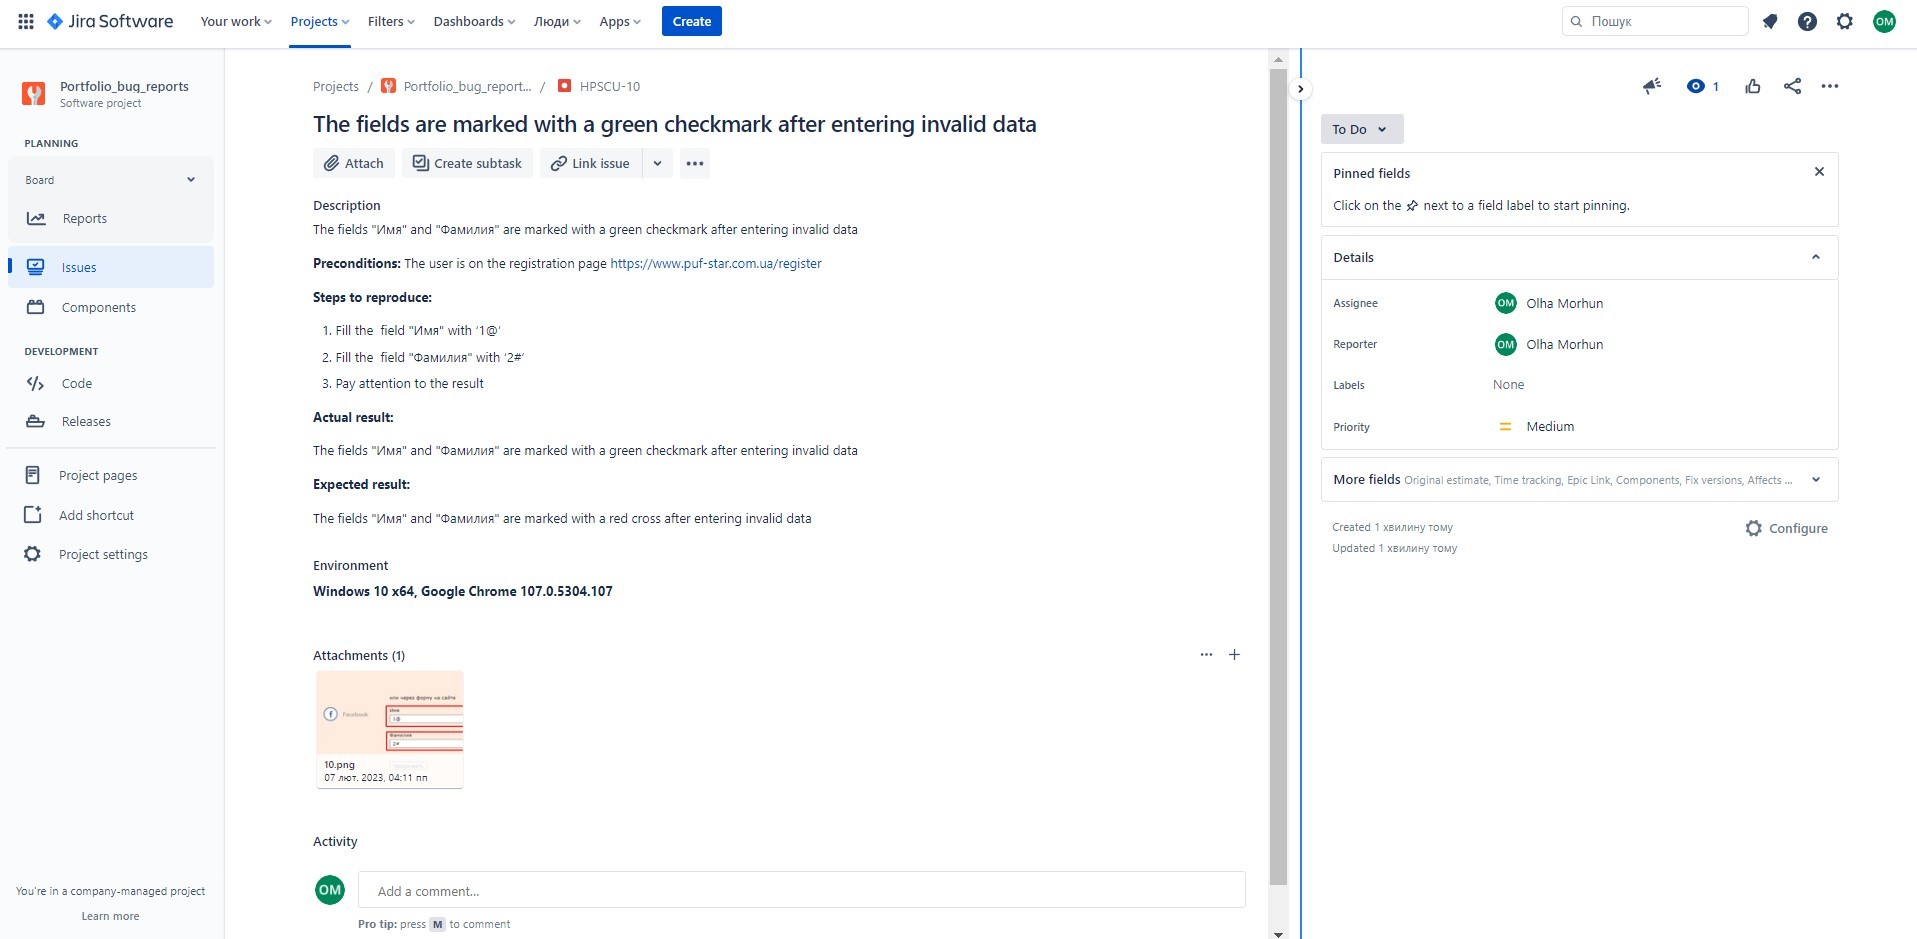 Jira Software Your work Projects Filters Dashboards Люди Apps Create Пошук OM
Portfolio_bug_reports
Software project
PLANNING
Board
Reports
Issues
Components
DEVELOPMENT
Code
Releases
Project pages
Add shortcut
Project settings
You're in a company-managed project
Learn more
Projects / Portfolio_bug_report... / HPSCU-10
The fields are marked with a green checkmark after entering invalid data
Attach Create subtask Link issue
Description
The fields "Имя" and "Фамилия" are marked with a green checkmark after entering invalid data
Preconditions: The user is on the registration page https://www.puf-star.com.ua/register
Steps to reproduce:
1. Fill the field "Имя" with ‘1@’
2. Fill the field "Фамилия" with ‘2#’
3. Pay attention to the result
Actual result:
The fields "Имя" and "Фамилия" are marked with a green checkmark after entering invalid data
Expected result:
The fields "Имя" and "Фамилия" are marked with a red cross after entering invalid data
Environment
Windows 10 x64, Google Chrome 107.0.5304.107
Attachments (1)
или через форму на сайте
Имя
Facebook
1@
Фамилия
2#
10.png
07 лют. 2023, 04:11 пп
Activity
OM Add a comment...
Pro tip: press M to comment
1
To Do
Pinned fields
Click on the next to a field label to start pinning.
Details
Assignee OM Olha Morhun
Reporter OM Olha Morhun
Labels None
Priority Medium
More fields Original estimate, Time tracking, Epic Link, Components, Fix versions, Affects ...
Created 1 хвилину тому
Configure
Updated 1 хвилину тому